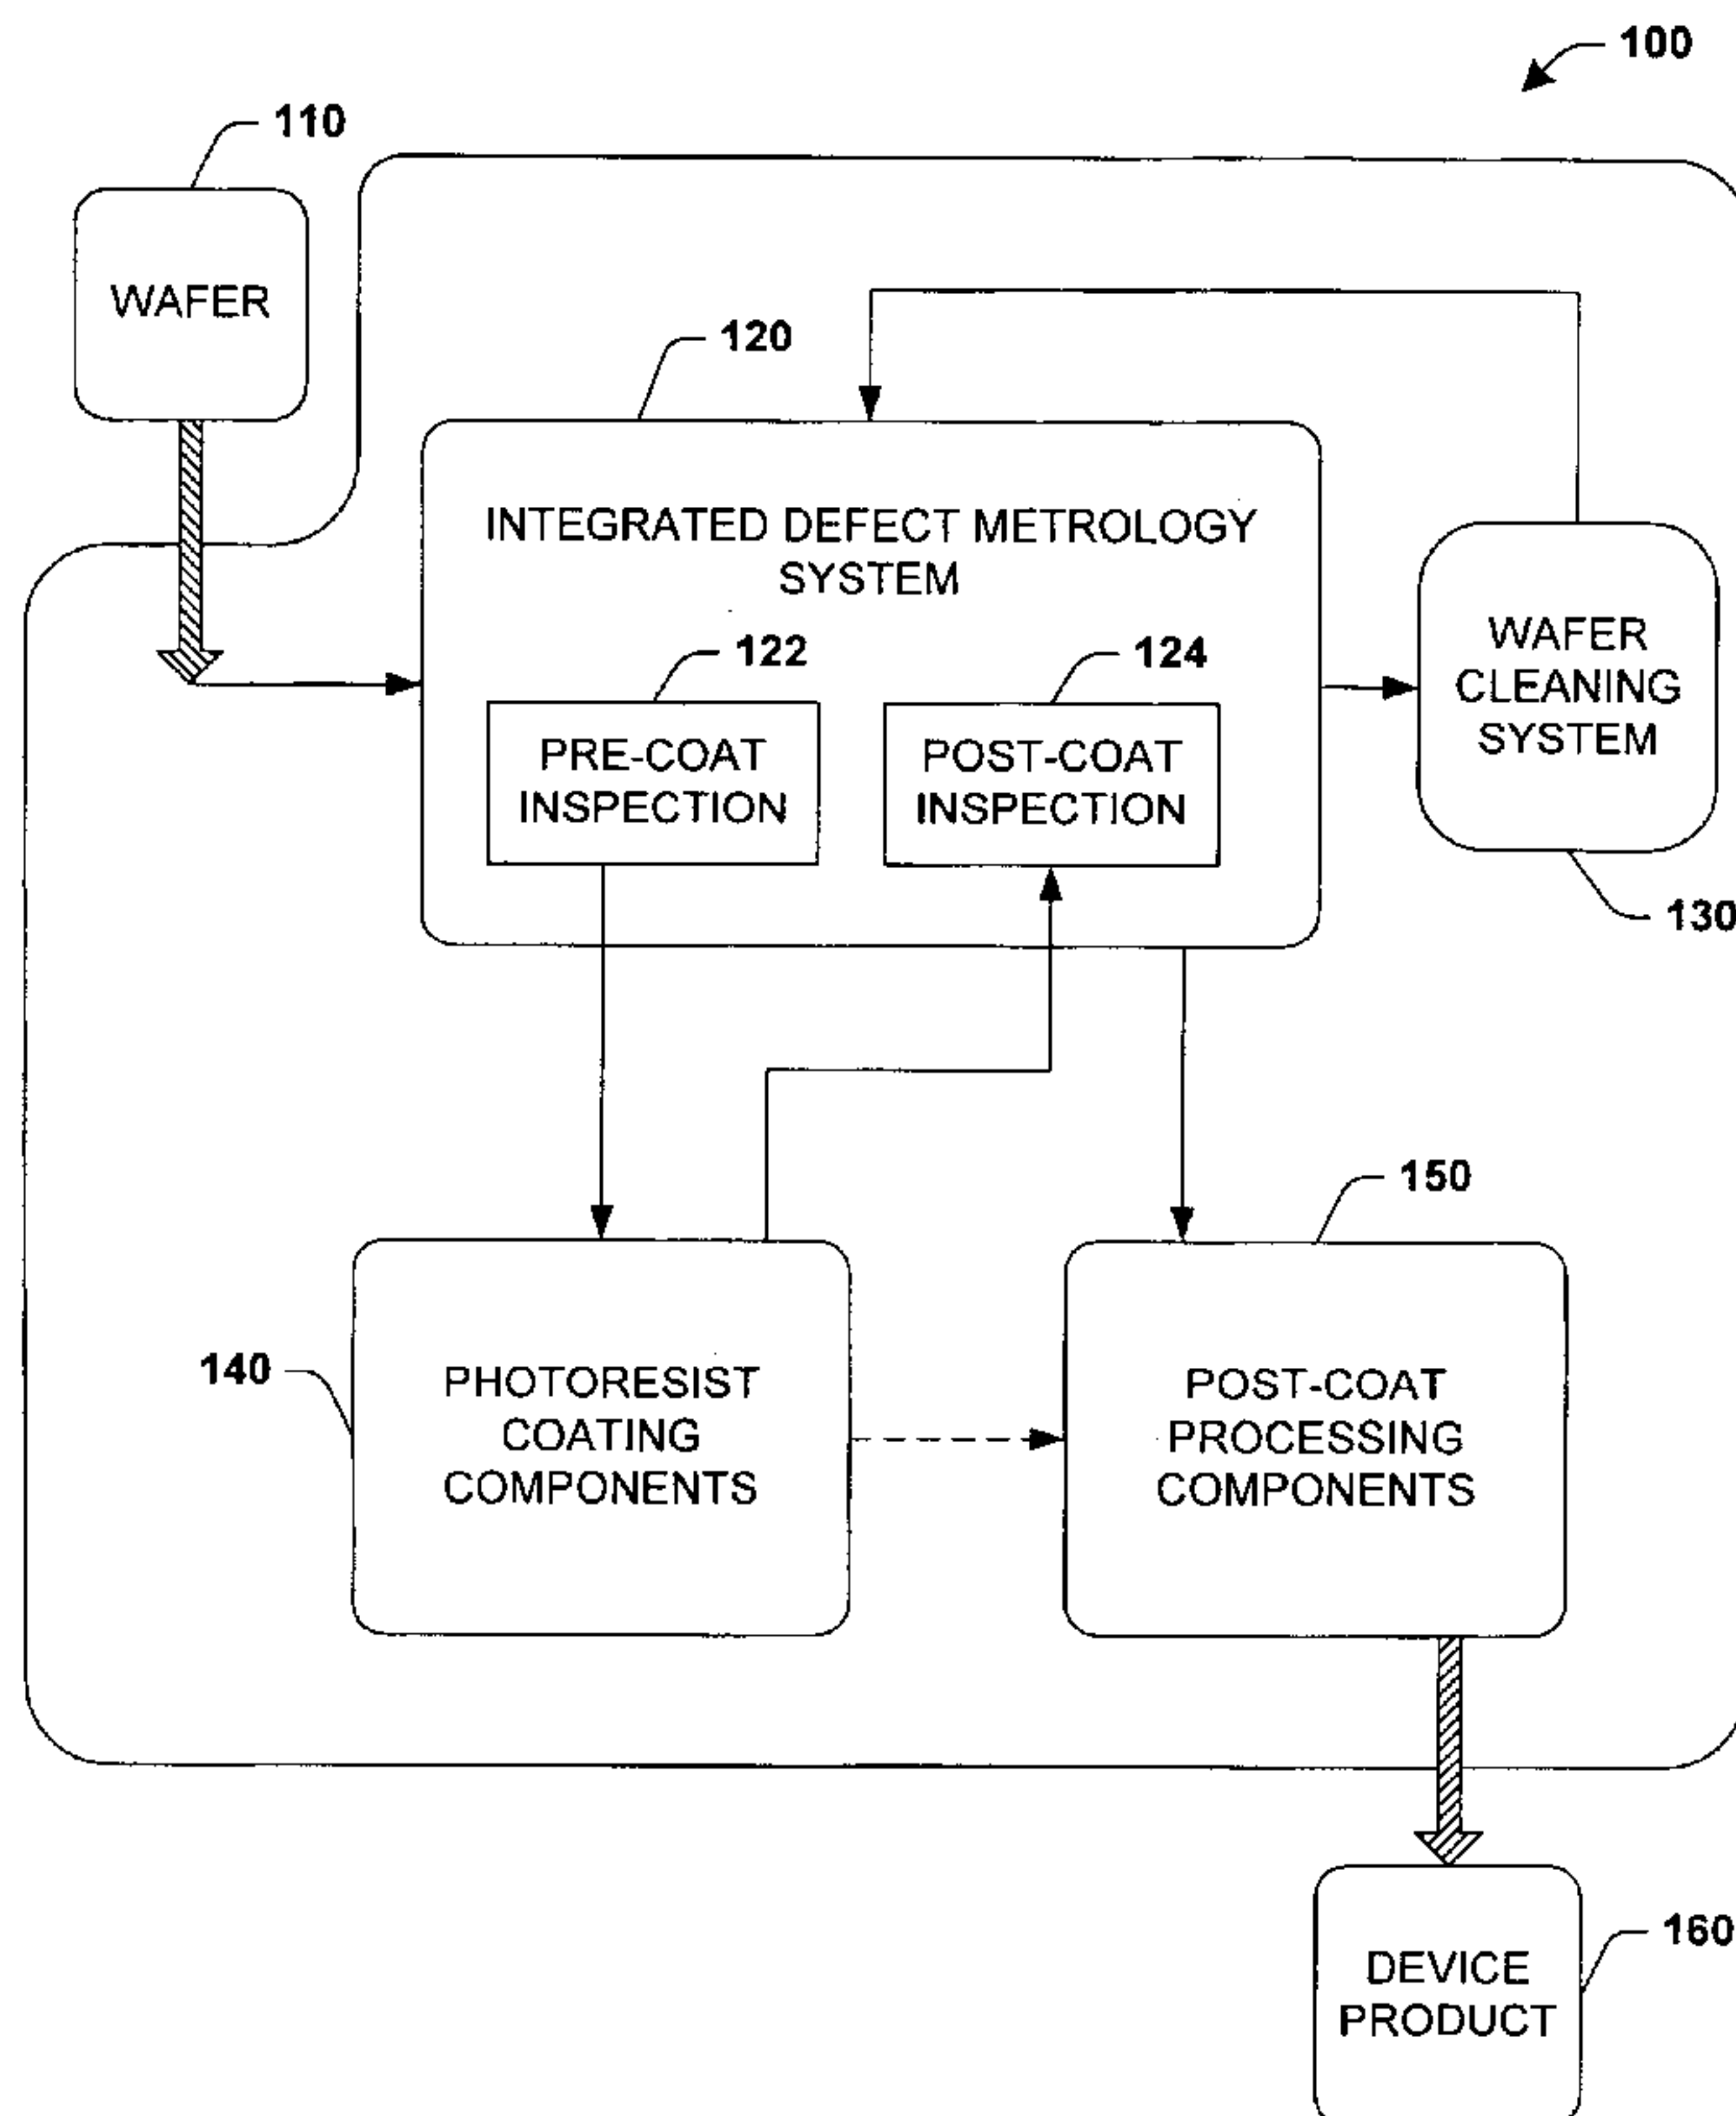 100
110
WAFER
120
INTEGRATED DEFECT METROLOGY
SYSTEM
122
124
PRE-COAT
INSPECTION
POST-COAT
INSPECTION
WAFER
CLEANING
SYSTEM
130
150
140
PHOTORESIST
COATING
COMPONENTS
POST-COAT
PROCESSING
COMPONENTS
160
DEVICE
PRODUCT